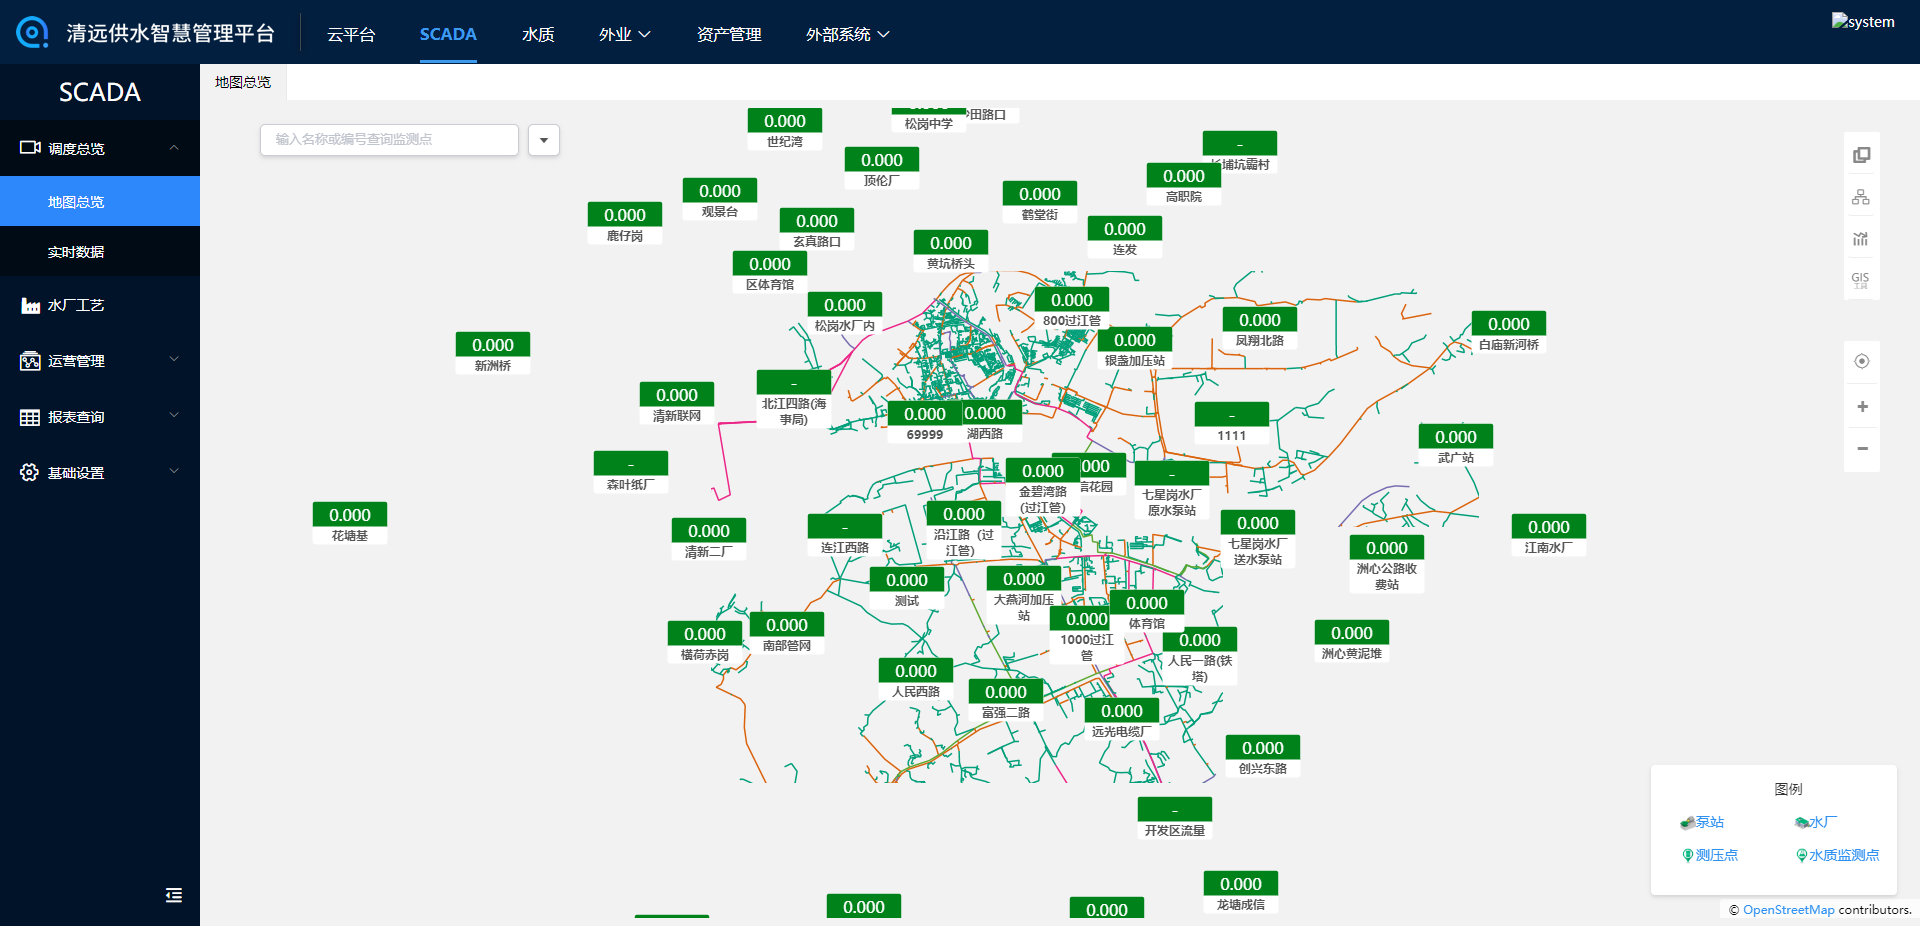 清远供水智慧管理平台
云平台
SCADA
水质
外业
资产管理
外部系统
system
SCADA
调度总览
地图总览
实时数据
水厂工艺
运营管理
报表查询
基础设置
地图总览
输入名称或编号查询监测点
0.000
世纪湾
松岗中学
田路口
0.000
顶伦厂
-
长埔坑霸村
0.000
高职院
0.000
观景台
0.000
鹤堂街
0.000
鹿仔岗
0.000
玄真路口
0.000
连发
0.000
黄坑桥头
0.000
区体育馆
0.000
松岗水厂内
0.000
800过江管
0.000
凤翔北路
0.000
白庙新河桥
0.000
银盏加压站
0.000
新洲桥
-
北江四路(海
事局)
0.000
清新联网
0.000
69999
0.000
湖西路
-
1111
0.000
武广站
-
森叶纸厂
0.000
金碧湾路
(过江管)
000
信花园
-
七星岗水厂
原水泵站
0.000
花塘基
0.000
清新二厂
-
连江西路
0.000
沿江路（过
江管）
0.000
七星岗水厂
送水泵站
0.000
江南水厂
0.000
洲心公路收
费站
0.000
测试
0.000
大燕河加压
站
0.000
体育馆
0.000
1000过江
管
0.000
横荷赤岗
0.000
南部管网
0.000
人民一路(铁
塔)
0.000
洲心黄泥堆
0.000
人民西路
0.000
富强二路
0.000
远光电缆厂
0.000
创兴东路
-
开发区流量
0.000
龙塘成信
0.000
0.000
GIS
工具
图例
泵站
水厂
测压点
水质监测点
© OpenStreetMap contributors.